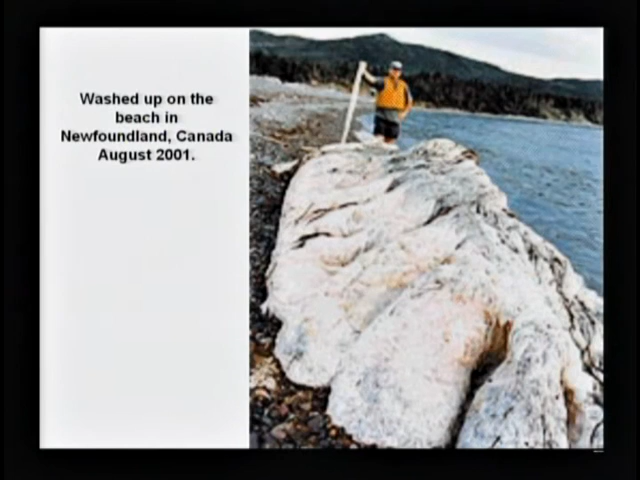 Washed up on the
beach in
Newfoundland, Canada
August 2001.